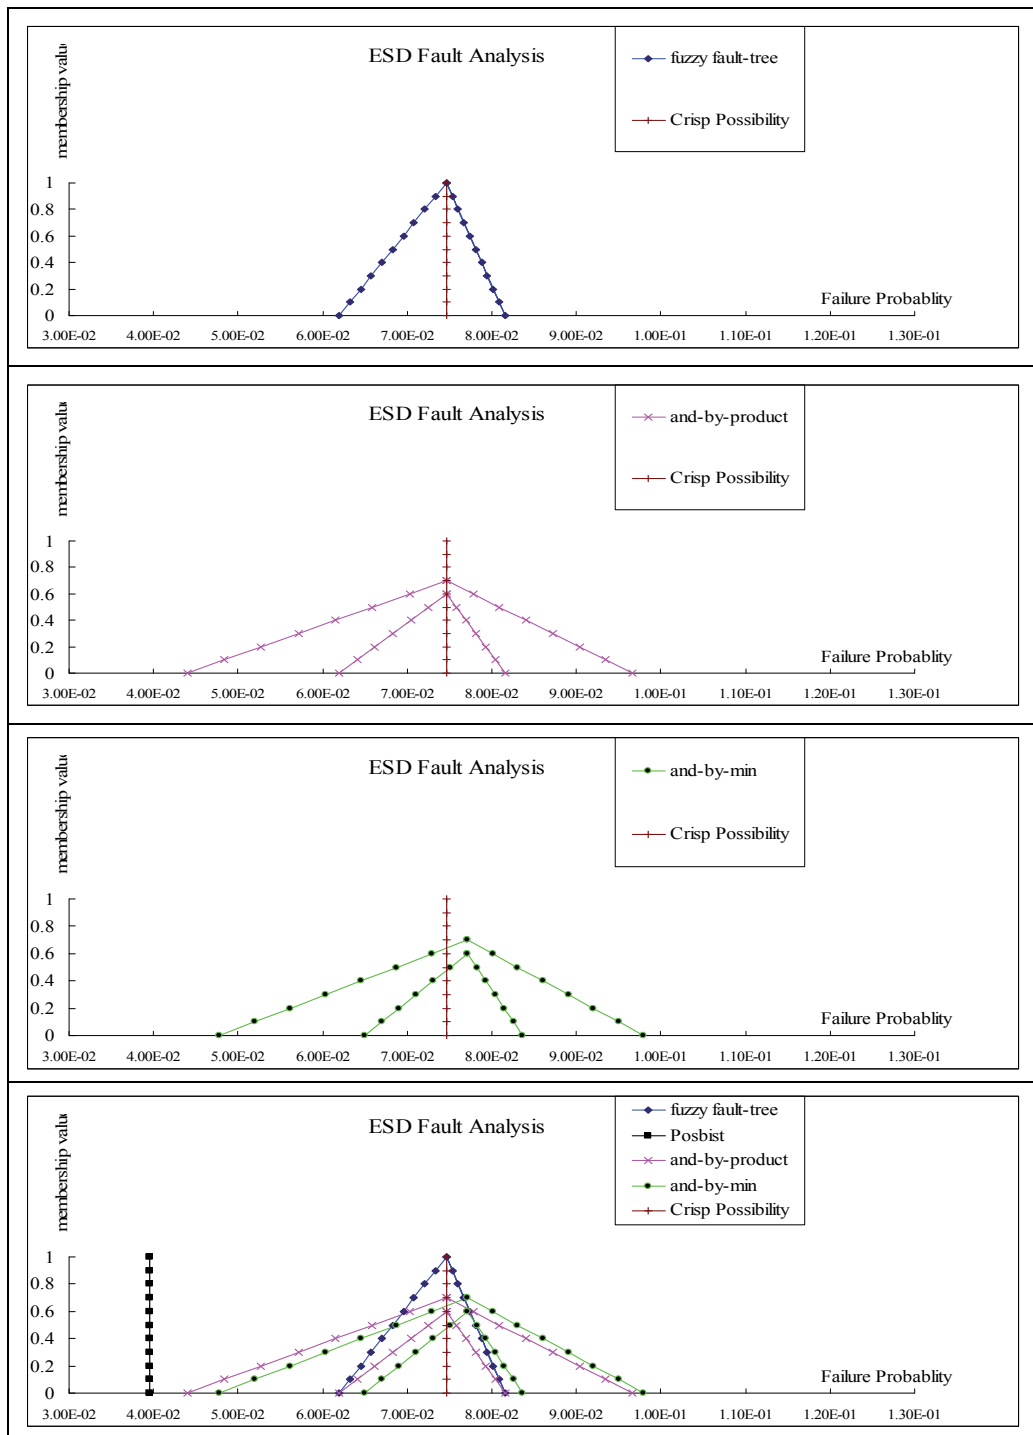 ESD Fault Analysis
membership value
fuzzy fault-tree
Crisp Possibility
1
0.8
0.6
0.4
0.2
0
Failure Probablity
3.00E-02 4.00E-02 5.00E-02 6.00E-02 7.00E-02 8.00E-02 9.00E-02 1.00E-01 1.10E-01 1.20E-01 1.30E-01
ESD Fault Analysis
membership value
and-by-product
Crisp Possibility
1
0.8
0.6
0.4
0.2
0
Failure Probablity
3.00E-02 4.00E-02 5.00E-02 6.00E-02 7.00E-02 8.00E-02 9.00E-02 1.00E-01 1.10E-01 1.20E-01 1.30E-01
ESD Fault Analysis
membership value
and-by-min
Crisp Possibility
1
0.8
0.6
0.4
0.2
0
Failure Probablity
3.00E-02 4.00E-02 5.00E-02 6.00E-02 7.00E-02 8.00E-02 9.00E-02 1.00E-01 1.10E-01 1.20E-01 1.30E-01
ESD Fault Analysis
membership value
fuzzy fault-tree
Posbist
and-by-product
and-by-min
Crisp Possibility
1
0.8
0.6
0.4
0.2
0
Failure Probablity
3.00E-02 4.00E-02 5.00E-02 6.00E-02 7.00E-02 8.00E-02 9.00E-02 1.00E-01 1.10E-01 1.20E-01 1.30E-01